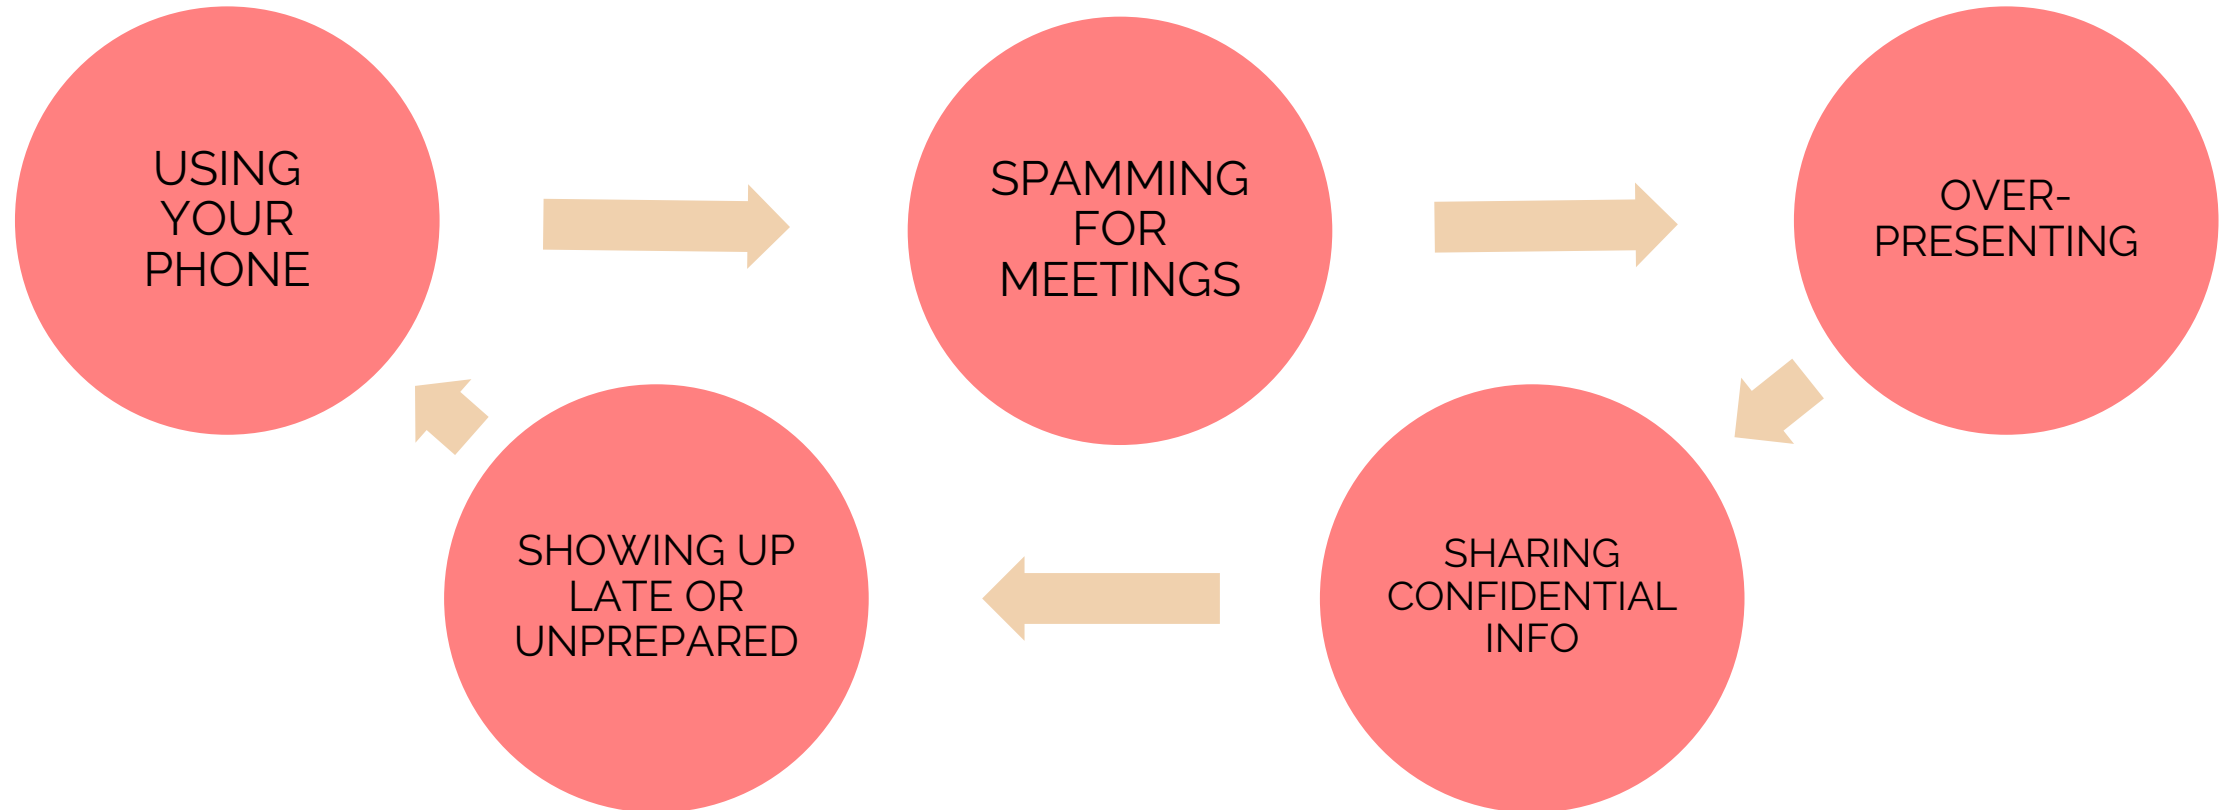 USING
YOUR
PHONE
SPAMMING
FOR
MEETINGS
OVER-
PRESENTING
SHARING
CONFIDENTIAL
INFO
SHOWING UP
LATE OR
UNPREPARED